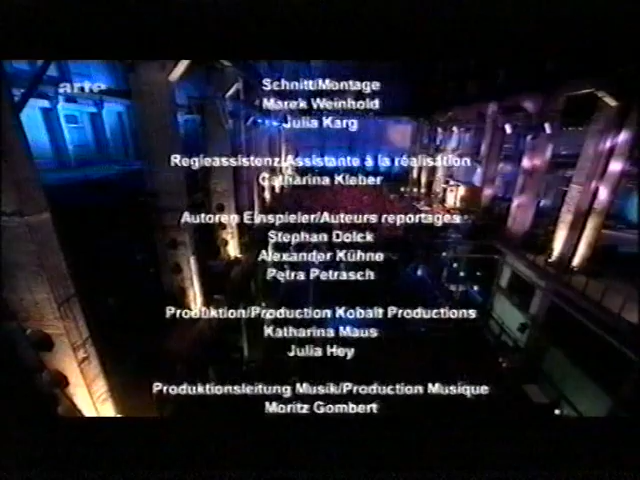 arte
Schnitt/Montage
Marek Weinhold
Julia Karg
Regieassistenz/Assistante à la réalisation
Catharina Kleber
Autoren Einspieler/Auteurs reportages
Stephan Dolck
Alexander Kühne
Petra Petrasch
Produktion/Production Kobalt Productions
Katharina Maus
Julia Hey
Produktionsleitung Musik/Production Musique
Moritz Gombert